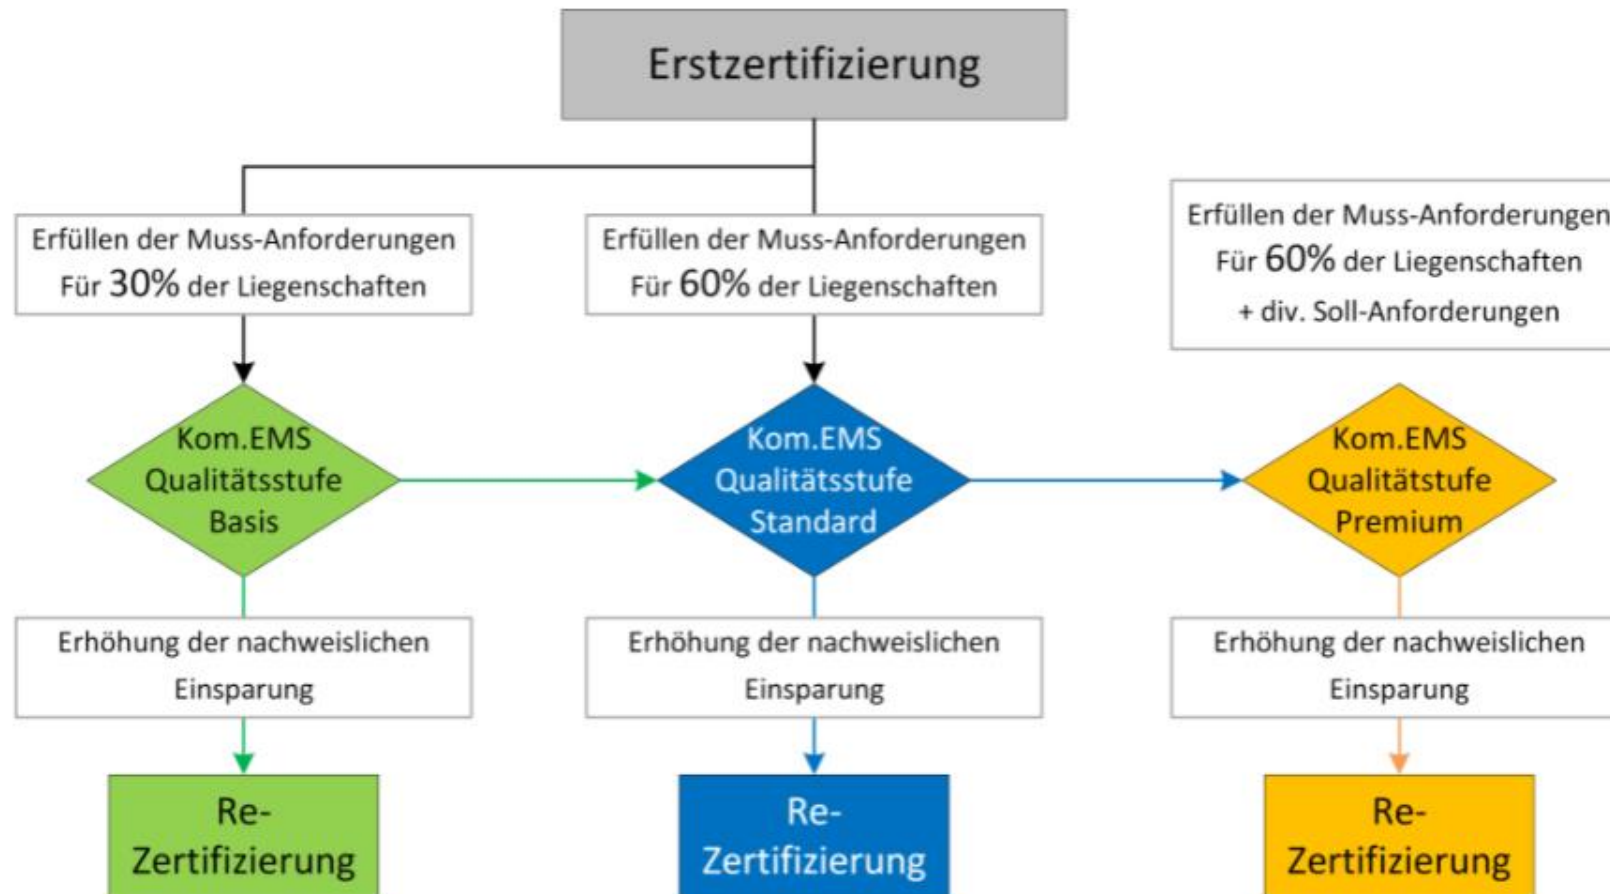 Erstzertifizierung
Erfüllen der Muss-Anforderungen
Für 30% der Liegenschaften
Erfüllen der Muss-Anforderungen
Für 60% der Liegenschaften
Erfüllen der Muss-Anforderungen
Für 60% der Liegenschaften
+ div. Soll-Anforderungen
Kom.EMS
Qualitätsstufe
Basis
Kom.EMS
Qualitätsstufe
Standard
Kom.EMS
Qualitätstufe
Premium
Erhöhung der nachweislichen
Einsparung
Erhöhung der nachweislichen
Einsparung
Erhöhung der nachweislichen
Einsparung
Re-
Zertifizierung
Re-
Zertifizierung
Re-
Zertifizierung